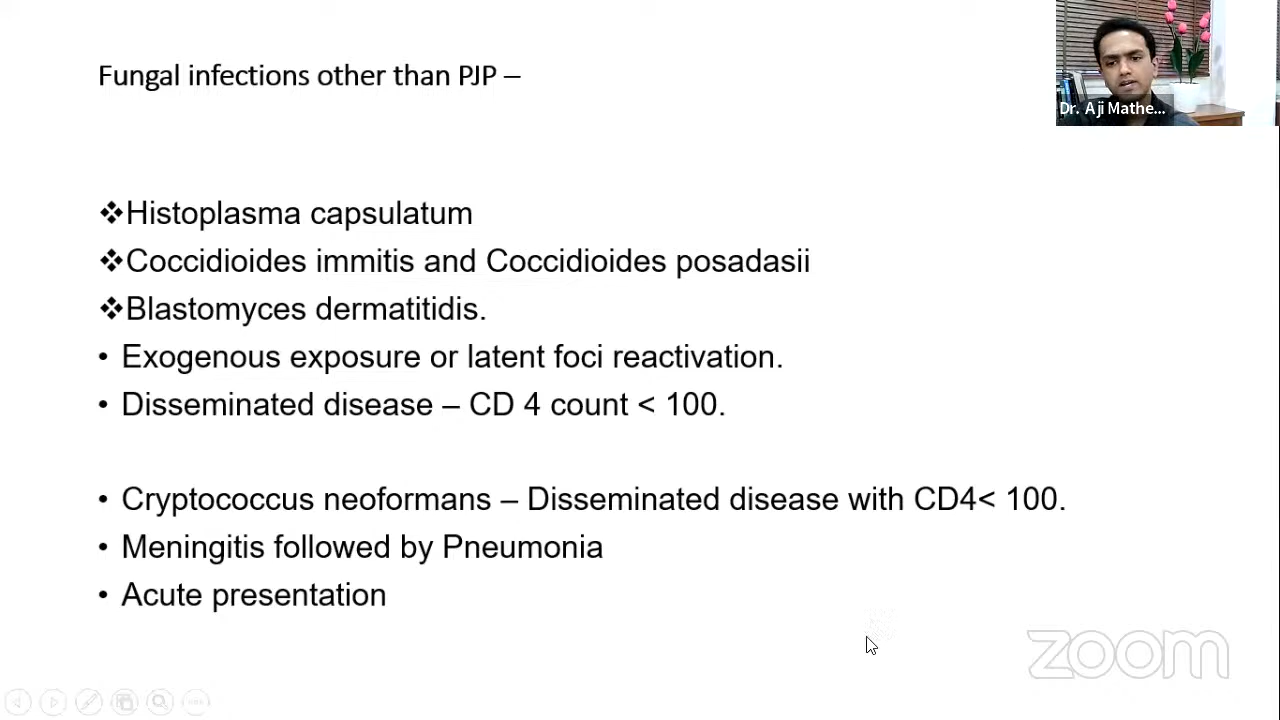 Fungal infections other than PJP –
Dr. Aji Mathe...
❖Histoplasma capsulatum
❖Coccidioides immitis and Coccidioides posadasii
❖Blastomyces dermatitidis.
• Exogenous exposure or latent foci reactivation.
• Disseminated disease – CD 4 count < 100.
• Cryptococcus neoformans – Disseminated disease with CD4< 100.
• Meningitis followed by Pneumonia
• Acute presentation
zoom